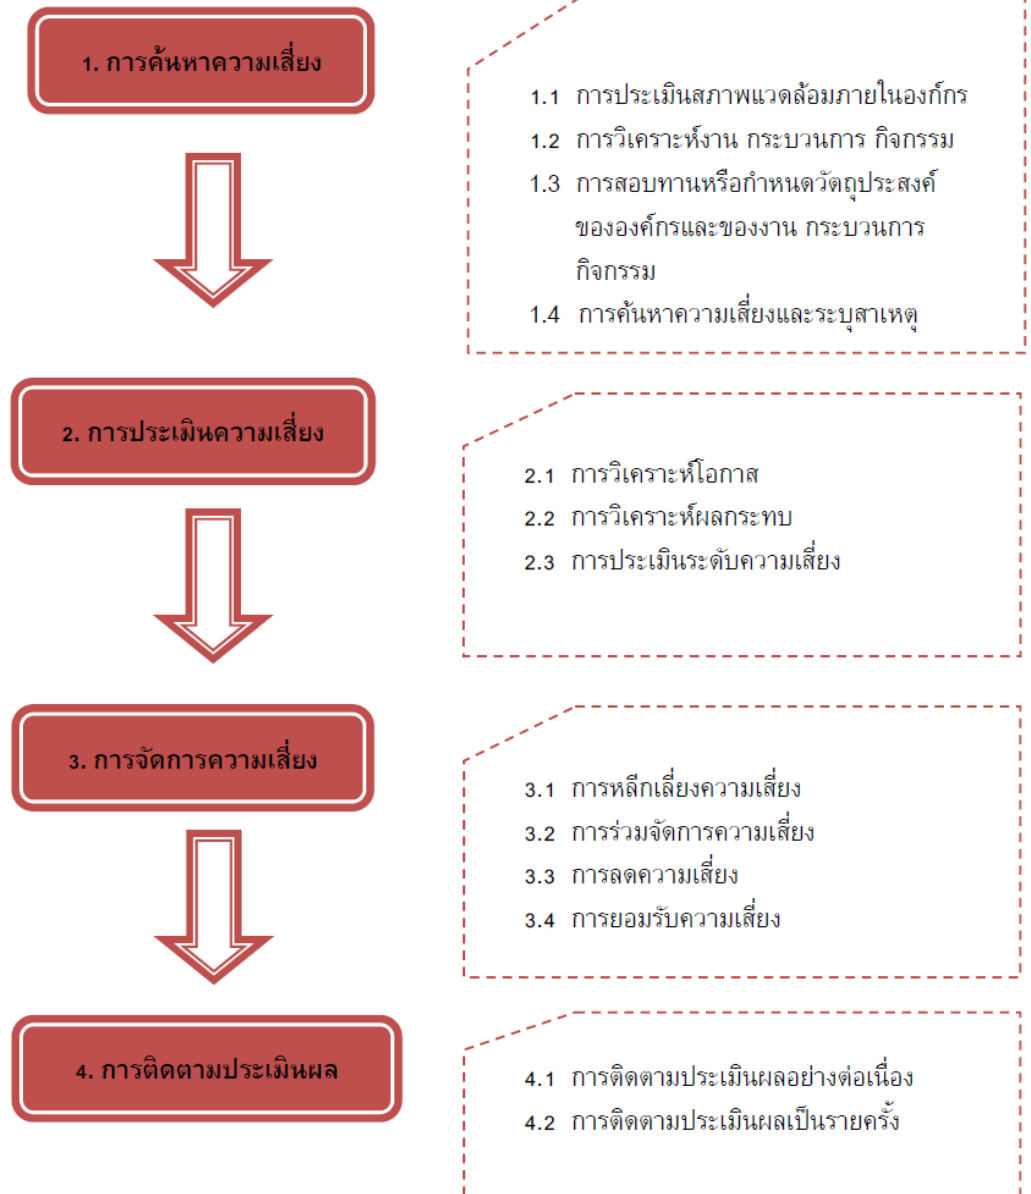 1. การค้นหาความเสี่ยง
1.1 การประเมินสภาพแวดล้อมภายในองก์กร
1.2 การวิเคราะห์งาน กระบวนการ กิจกรรม
1.3 การสอบทานหรือกำหนดวัตถุประสงค์
ขององค์กรและของงาน กระบวนการ
กิจกรรม
1.4 การค้นหาความเสี่ยงและระบุสาเหตุ
2. การประเมินความเสี่ยง
2.1 การวิเคราะห์โอกาส
2.2 การวิเคราะห์ผลกระทบ
2.3 การประเมินระดับความเสี่ยง
3. การจัดการความเสี่ยง
3.1 การหลีกเลี่ยงความเสี่ยง
3.2 การร่วมจัดการความเสี่ยง
3.3 การลดความเสี่ยง
3.4 การยอมรับความเสี่ยง
4. การติดตามประเมินผล
4.1 การติดตามประเมินผลอย่างต่อเนื่อง
4.2 การติดตามประเมินผลเป็นรายครั้ง